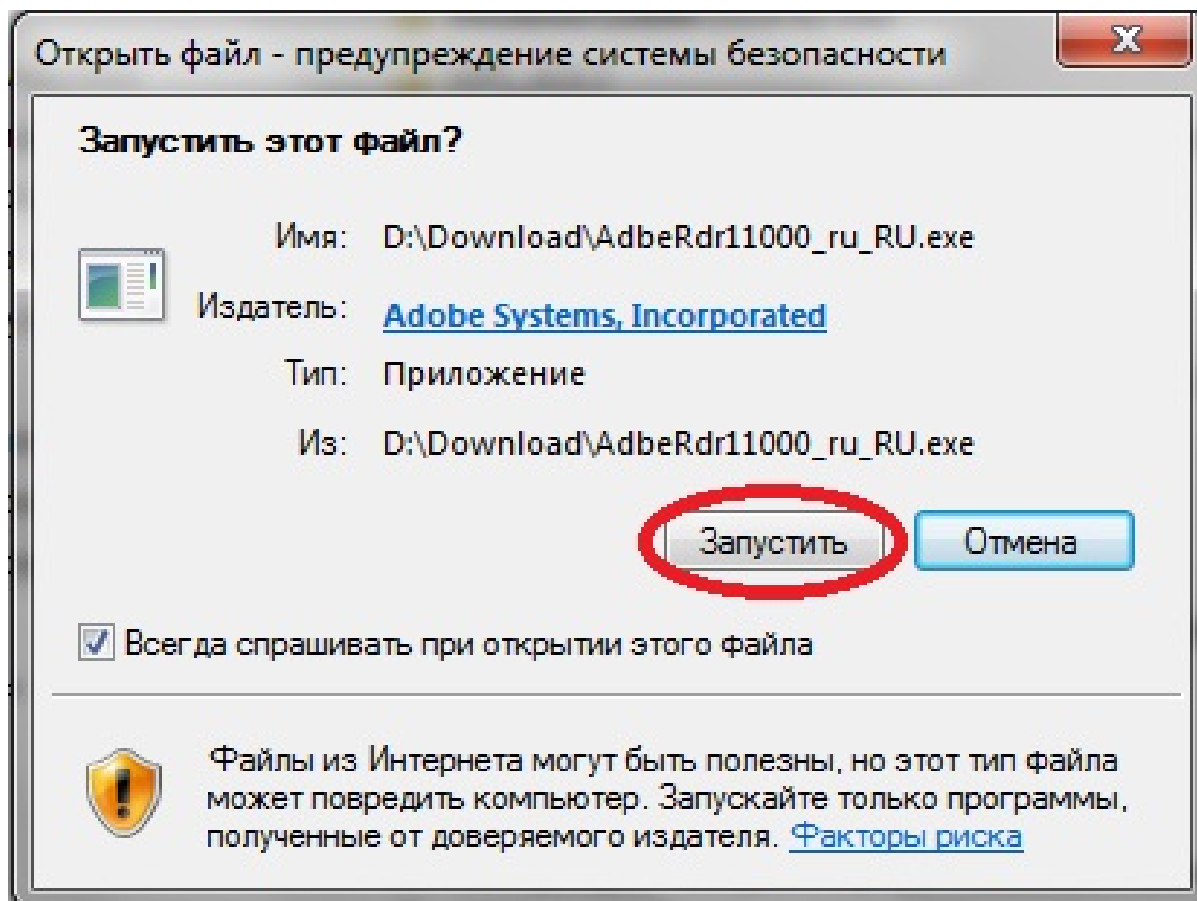 Открыть файл - предупреждение системы безопасности
Запустить этот файл?
Имя: D:\Download\AdbeRdr11000_ru_RU.exe
Издатель: Adobe Systems, Incorporated
Тип: Приложение
Из: D:\Download\AdbeRdr11000_ru_RU.exe
Запустить Отмена
Всегда спрашивать при открытии этого файла
Файлы из Интернета могут быть полезны, но этот тип файла
может повредить компьютер. Запускайте только программы,
полученные от доверяемого издателя. Факторы риска